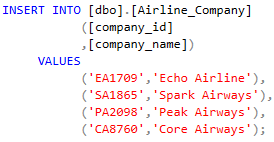 INSERT INTO [dbo].[Airline_Company]
([company_id]
,[company_name])
VALUES
('EA1709','Echo Airline'),
('SA1865','Spark Airways'),
('PA2098','Peak Airways'),
('CA8760','Core Airways');